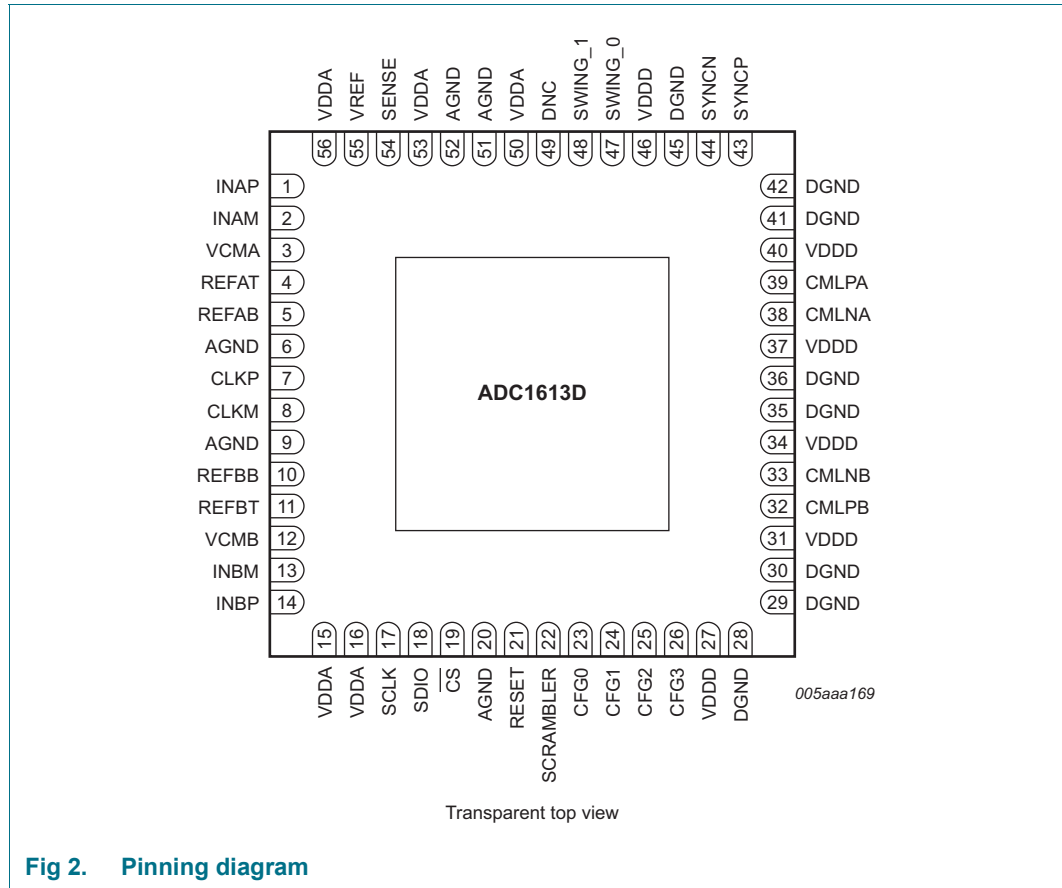 VDDA VREF SENSE VDDA AGND AGND VDDA DNC SWING_1 SWING_0 VDDD DGND SYNCN SYNCP
56 55 54 53 52 51 50 49 48 47 46 45 44 43
INAP 1 42 DGND
INAM 2 41 DGND
VCMA 3 40 VDDD
REFAT 4 39 CMLPA
REFAB 5 38 CMLNA
AGND 6 37 VDDD
CLKP 7 36 DGND
ADC1613D
CLKM 8 35 DGND
AGND 9 34 VDDD
REFBB 10 33 CMLNB
REFBT 11 32 CMLPB
VCMB 12 31 VDDD
INBM 13 30 DGND
INBP 14 29 DGND
15 16 17 18 19 20 21 22 23 24 25 26 27 28
VDDA VDDA SCLK SDIO CS AGND RESET SCRAMBLER CFG0 CFG1 CFG2 CFG3 VDDD DGND
005aaa169
Transparent top view
Fig 2. Pinning diagram